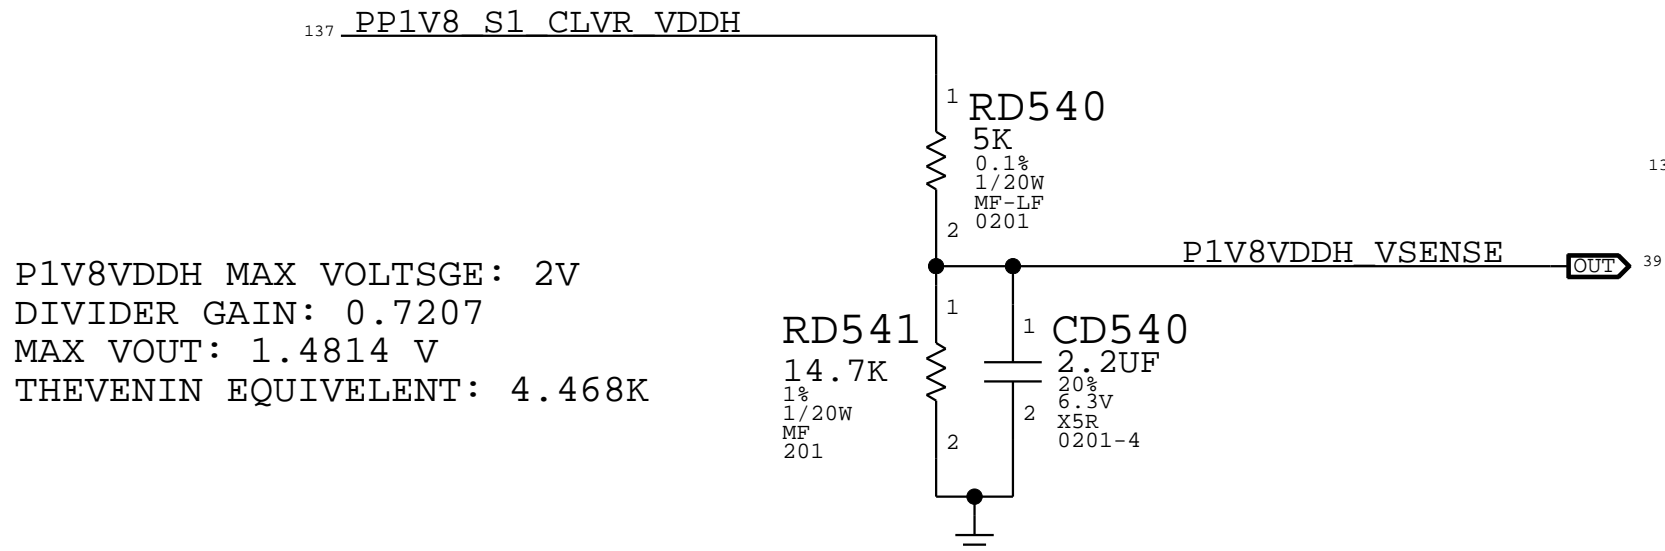 137 PP1V8_S1_CLVR_VDDH
1 RD540
5K
0.1%
1/20W
MF-LF
0201
2
13
P1V8VDDH_VSENSE OUT 39
P1V8VDDH MAX VOLTSGE: 2V
DIVIDER GAIN: 0.7207
MAX VOUT: 1.4814 V
THEVENIN EQUIVELENT: 4.468K
1
RD541
14.7K
1%
1/20W
MF
201
2
1 CD540
2.2UF
20%
6.3V
X5R
0201-4
2